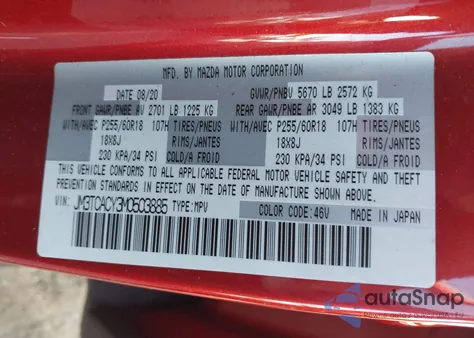 MFD. BY MAZDA MOTOR CORPORATION
DATE 08/20 GVWR/PNBV 5670 LB 2572 KG
FRONT GAWR/PNBE AV 2701 LB 1225 KG REAR GAWR/PNBE AR 3049 LB 1383 KG
WITH/AVEC P255/60R18 107H TIRES/PNEUS WITH/AVEC P255/60R18 107H TIRES/PNEUS
18X8J RIMS/JANTES 18X8J RIMS/JANTES
230 KPA/34 PSI COLD/A FROID 230 KPA/34 PSI COLD/A FROID
THIS VEHICLE CONFORMS TO ALL APPLICABLE FEDERAL MOTOR VEHICLE SAFETY AND THEFT
PREVENTION STANDARDS IN EFFECT ON THE DATE OF MANUFACTURE SHOWN ABOVE.
VIN: JM3TCACY3M0503685 TYPE:MPV COLOR CODE:46V MADE IN JAPAN
autoSnap